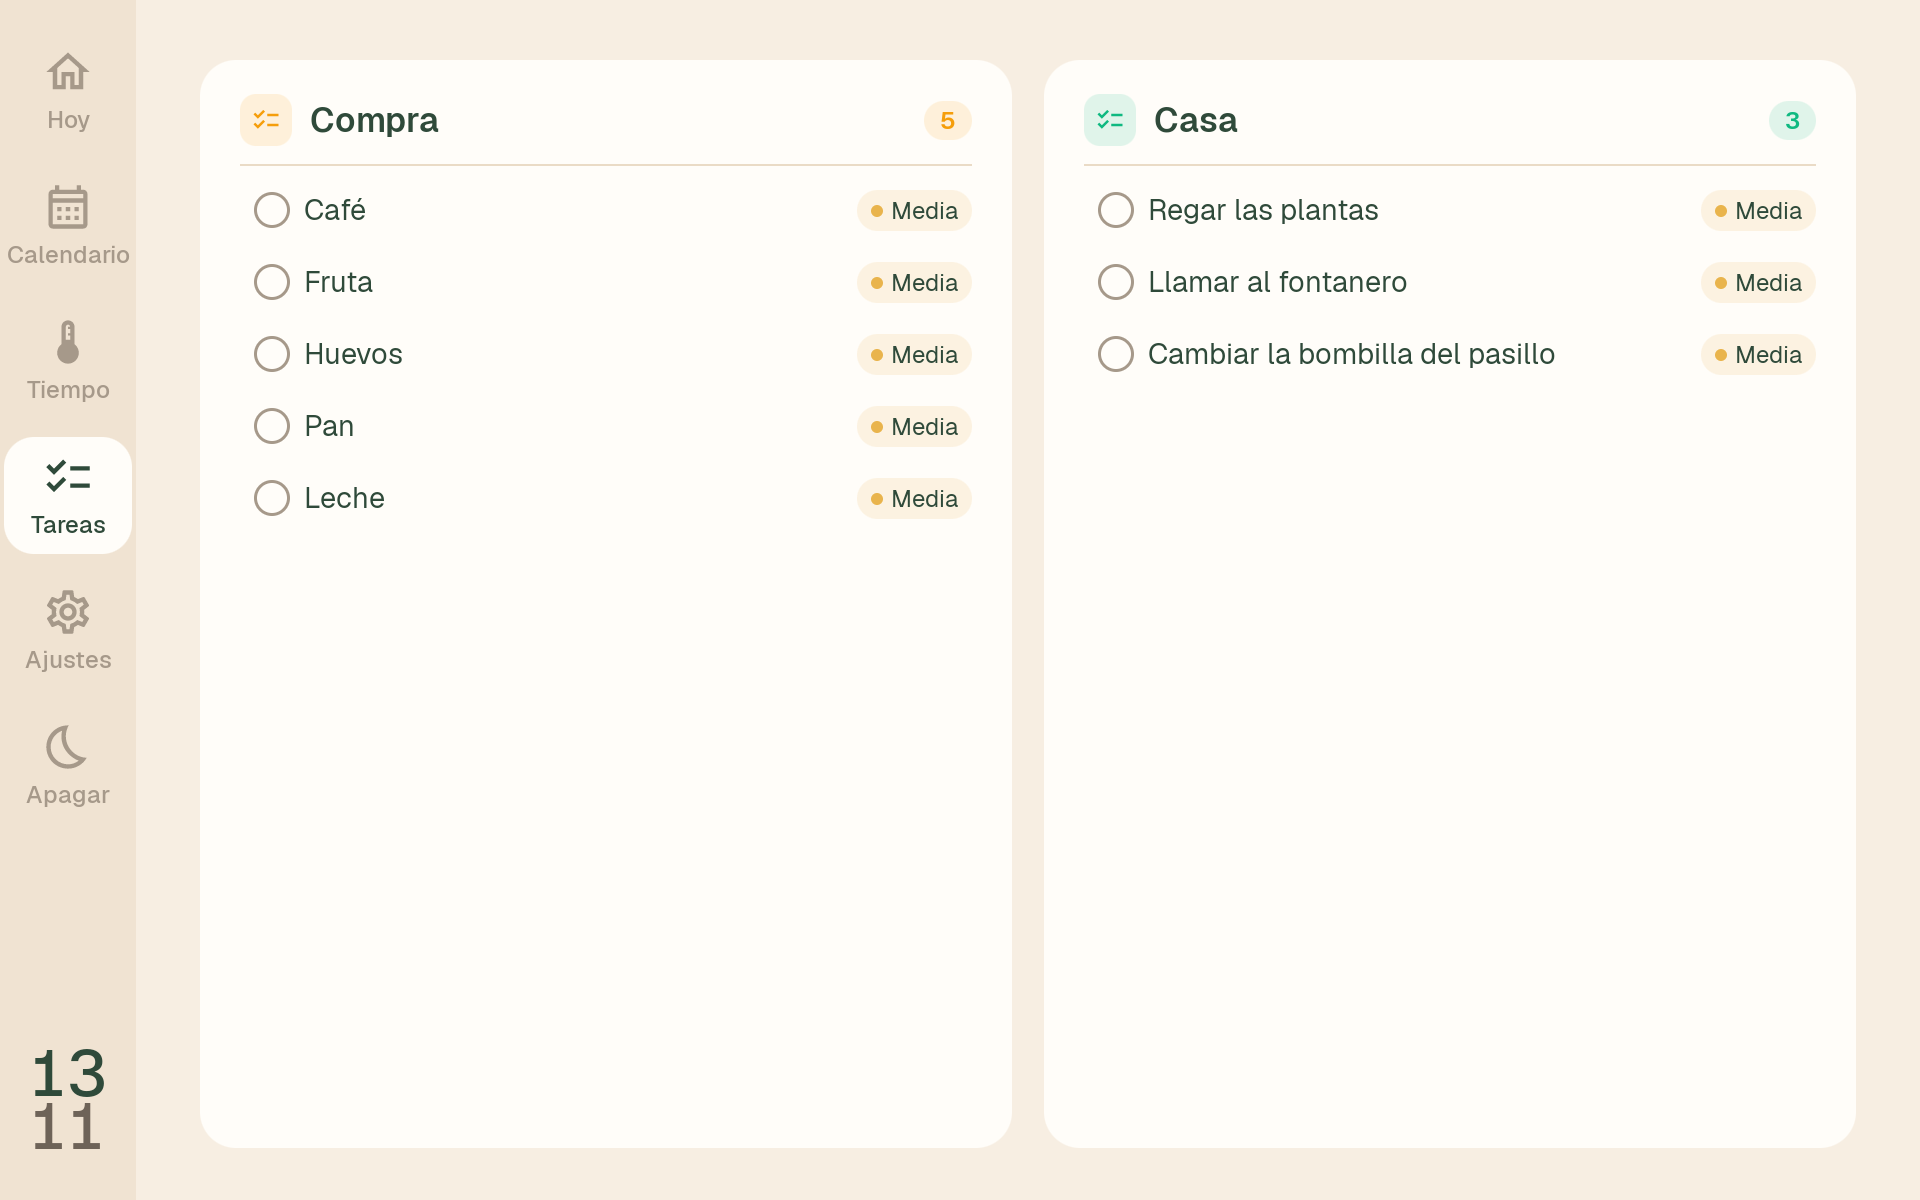 Hoy
Calendario
Tiempo
Tareas
Ajustes
Apagar
13
11
Compra
5
Café
Media
Fruta
Media
Huevos
Media
Pan
Media
Leche
Media
Casa
3
Regar las plantas
Media
Llamar al fontanero
Media
Cambiar la bombilla del pasillo
Media